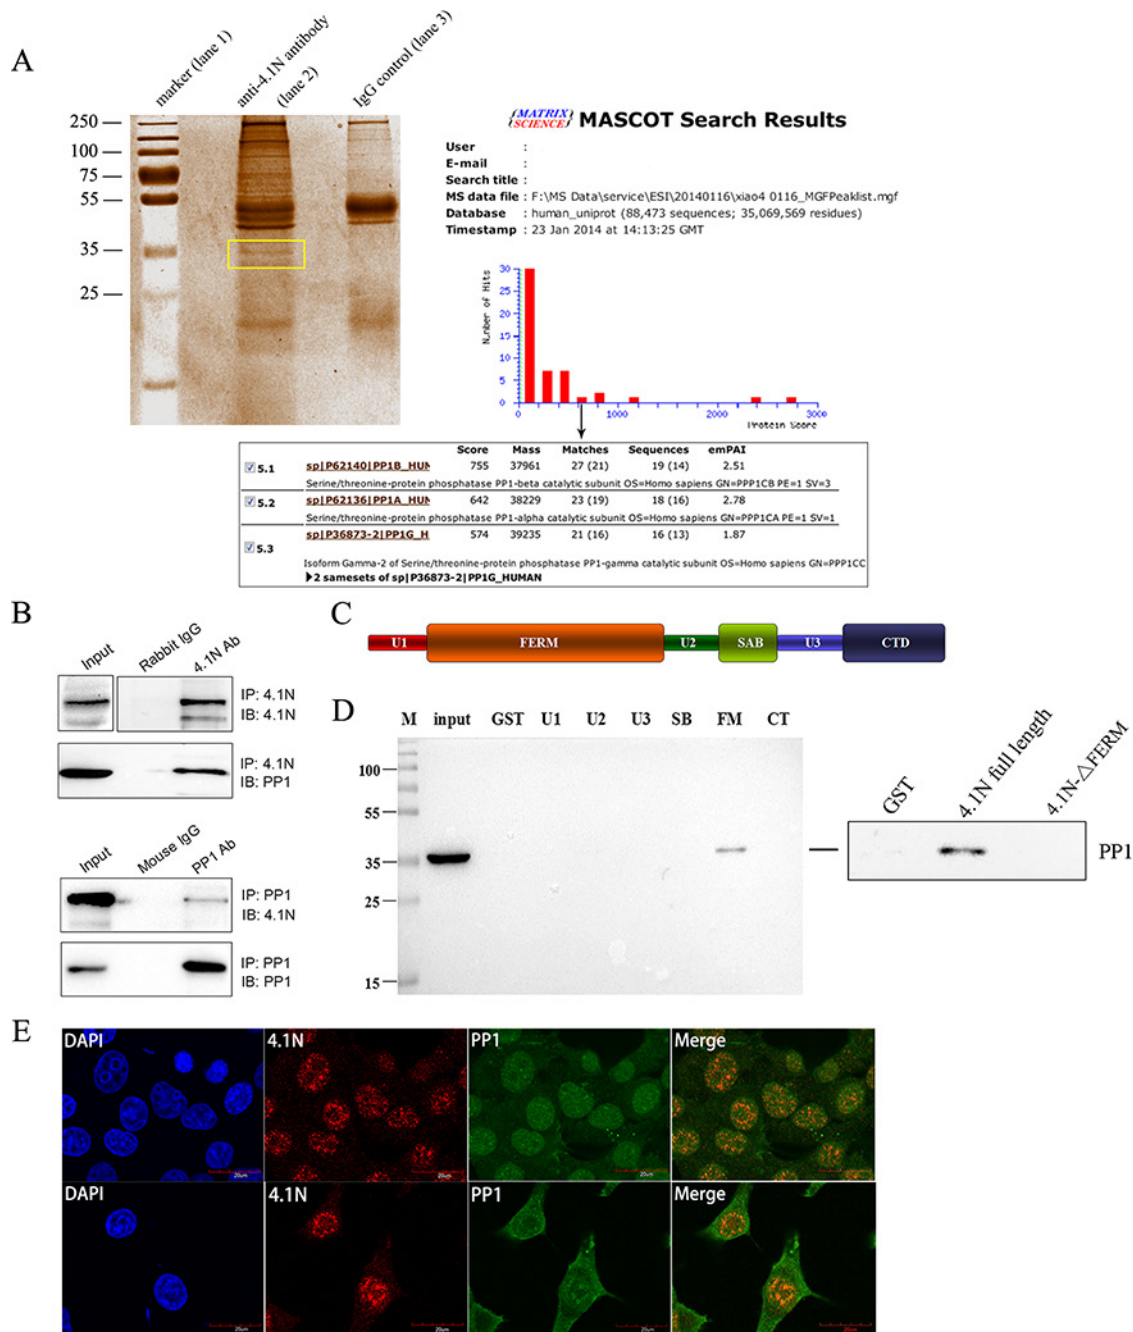 A
marker (lane 1)
anti-4.1N antibody
(lane 2)
IgG control (lane 3)
250
100
75
55
35
25
{MATRIX
SCIENCE} MASCOT Search Results
User :
E-mail :
Search title :
MS data file : F:\MS Data\service\ESI\20140116\xiao4 0116_MGFPeaklist.mgf
Database : human_uniprot (88,473 sequences; 35,069,569 residues)
Timestamp : 23 Jan 2014 at 14:13:25 GMT
Number of Hits
30
25
20
15
10
5
0
0 1000 2000 3000
Protein Score
Score Mass Matches Sequences emPAI
5.1 sp|P62140|PP1B_HUM 755 37961 27 (21) 19 (14) 2.51
Serine/threonine-protein phosphatase PP1-beta catalytic subunit OS=Homo sapiens GN=PPP1CB PE=1 SV=3
5.2 sp|P62136|PP1A_HUM 642 38229 23 (19) 18 (16) 2.78
Serine/threonine-protein phosphatase PP1-alpha catalytic subunit OS=Homo sapiens GN=PPP1CA PE=1 SV=1
5.3 sp|P36873-2|PP1G_H 574 39235 21 (16) 16 (13) 1.87
Isoform Gamma-2 of Serine/threonine-protein phosphatase PP1-gamma catalytic subunit OS=Homo sapiens GN=PPP1CC
2 samesets of sp|P36873-2|PP1G_HUMAN
B
Input
Rabbit IgG
4.1N Ab
IP: 4.1N
IB: 4.1N
IP: 4.1N
IB: PP1
Input
Mouse IgG
PP1 Ab
IP: PP1
IB: 4.1N
IP: PP1
IB: PP1
C
U1 FERM U2 SAB U3 CTD
D
M input GST U1 U2 U3 SB FM CT
100
55
35
25
15
GST
4.1N full length
4.1N-△FERM
PP1
E
DAPI 4.1N PP1 Merge
20um 20um 20um 20um
DAPI 4.1N PP1 Merge
20um 20um 20um 20um